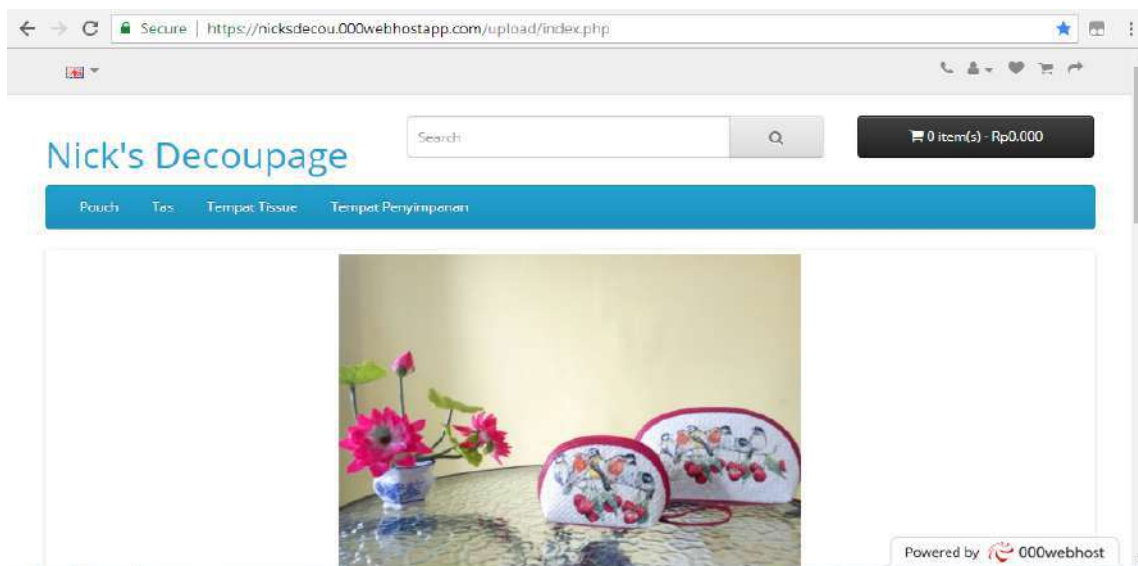 Secure | https://nicksdecou.000webhostapp.com/upload/index.php
Nick's Decoupage
Search
0 item(s) - Rp0.000
Pouch Tas Tempat Tissue Tempat Penyimpanan
Powered by 000webhost